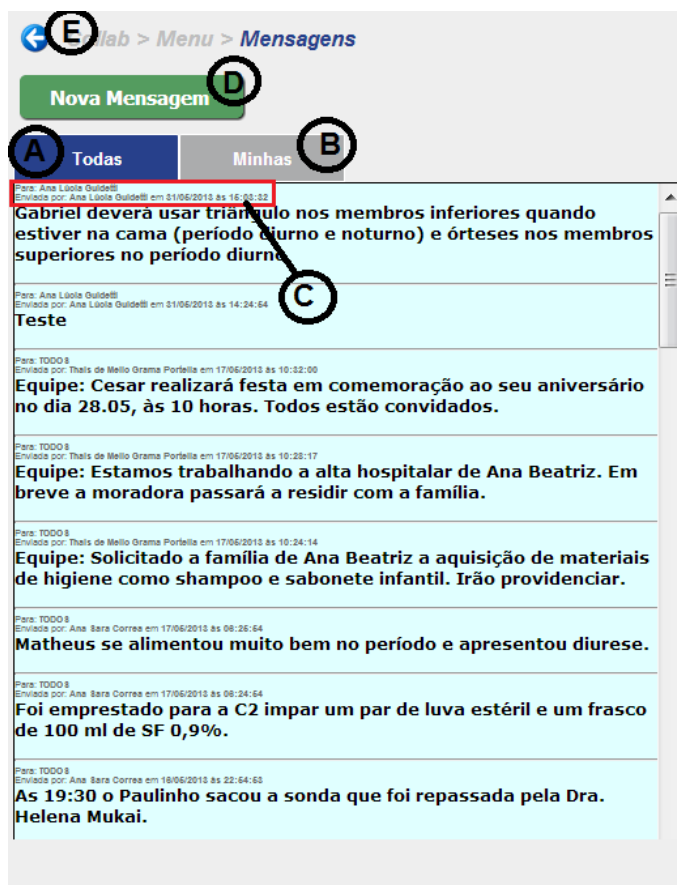 E
Collab > Menu > Mensagens
D
Nova Mensagem
A
Todas
B
Minhas
Para: Ana Lúcia Guidetti
Enviada por: Ana Lúcia Guidetti em 31/05/2013 às 15:03:32
Gabriel deverá usar triângulo nos membros inferiores quando
estiver na cama (período diurno e noturno) e órteses nos membros
superiores no período diurno
C
Para: Ana Lúcia Guidetti
Enviada por: Ana Lúcia Guidetti em 31/05/2013 às 14:24:54
Teste
Para: TODOS
Enviada por: Thais de Mello Grama Portella em 17/05/2013 às 10:32:00
Equipe: Cesar realizará festa em comemoração ao seu aniversário
no dia 28.05, às 10 horas. Todos estão convidados.
Para: TODOS
Enviada por: Thais de Mello Grama Portella em 17/05/2013 às 10:28:17
Equipe: Estamos trabalhando a alta hospitalar de Ana Beatriz. Em
breve a moradora passará a residir com a família.
Para: TODOS
Enviada por: Thais de Mello Grama Portella em 17/05/2013 às 10:24:14
Equipe: Solicitado a família de Ana Beatriz a aquisição de materiais
de higiene como shampoo e sabonete infantil. Irão providenciar.
Para: TODOS
Enviada por: Ana Sara Correa em 17/05/2013 às 06:25:54
Matheus se alimentou muito bem no período e apresentou diurese.
Para: TODOS
Enviada por: Ana Sara Correa em 17/05/2013 às 06:24:54
Foi emprestado para a C2 impar um par de luva estéril e um frasco
de 100 ml de SF 0,9%.
Para: TODOS
Enviada por: Ana Sara Correa em 16/05/2013 às 22:54:53
As 19:30 o Paulinho sacou a sonda que foi repassada pela Dra.
Helena Mukai.